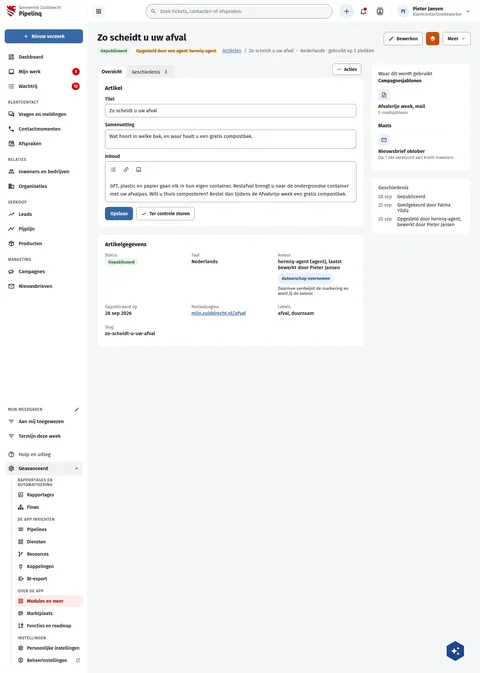 Gemeente Zuiddrecht
Pipelinq
Zoek tickets, contacten of afspraken
Pi
Pieter Jansen
Klantcontactmedewerker
+ Nieuw verzoek
Dashboard
Mijn werk
Wachtrij
KLANTCONTACT
Vragen en meldingen
Contactmomenten
Afspraken
RELATIES
Inwoners en bedrijven
Organisaties
VERKOOP
Leads
Pijplijn
Producten
MARKETING
Campagnes
Nieuwsbrieven
MIJN WEERGAVEN
Aan mij toegewezen
Termijn deze week
Hulp en uitleg
Geavanceerd
RAPPORTAGES EN
AUTOMATISERING
Rapportages
Flows
DE APP INRICHTEN
Pipelines
Diensten
Resources
Koppelingen
BI-export
OVER DE APP
Modules en meer
Marktplaats
Functies en roadmap
INSTELLINGEN
Persoonlijke instellingen
Beheerinstellingen
Zo scheidt u uw afval
Gepubliceerd
Opgesteld door een agent: hermiq-agent
Artikelen / Zo scheidt u uw afval · Nederlands · gebruikt op 2 plekken
Bewerken
Meer
Overzicht
Geschiedenis 3
Acties
Artikel
Titel
Zo scheidt u uw afval
Samenvatting
Wat hoort in welke bak, en waar haalt u een gratis compostbak.
Inhoud
GFT, plastic en papier gaan elk in hun eigen container. Restafval brengt u naar de ondergrondse container
met uw afvalpas. Wilt u thuis composteren? Bestel dan tijdens de Afvalvrije week een gratis compostbak.
Opslaan
Ter controle sturen
Artikelgegevens
Status
Gepubliceerd
Taal
Nederlands
Auteur
hermiq-agent (agent), laatst
bewerkt door Pieter Jansen
Auteurschap overnemen
Daarmee verdwijnt de markering en
word jij de auteur.
Gepubliceerd op
28 sep 2026
Portaalpagina
mijn.zuiddrecht.nl/afval
Labels
afval, duurzaam
Slug
zo-scheidt-u-uw-afval
Waar dit wordt gebruikt
Campagnesjablonen
Afvalvrije week, mail
E-mailsjabloon
Blasts
Nieuwsbrief oktober
Geschiedenis
28 sep Gepubliceerd
25 sep Goedgekeurd door Fatma
Yildiz
26 sep Opgesteld door hermiq-agent,
bewerkt door Pieter Jansen